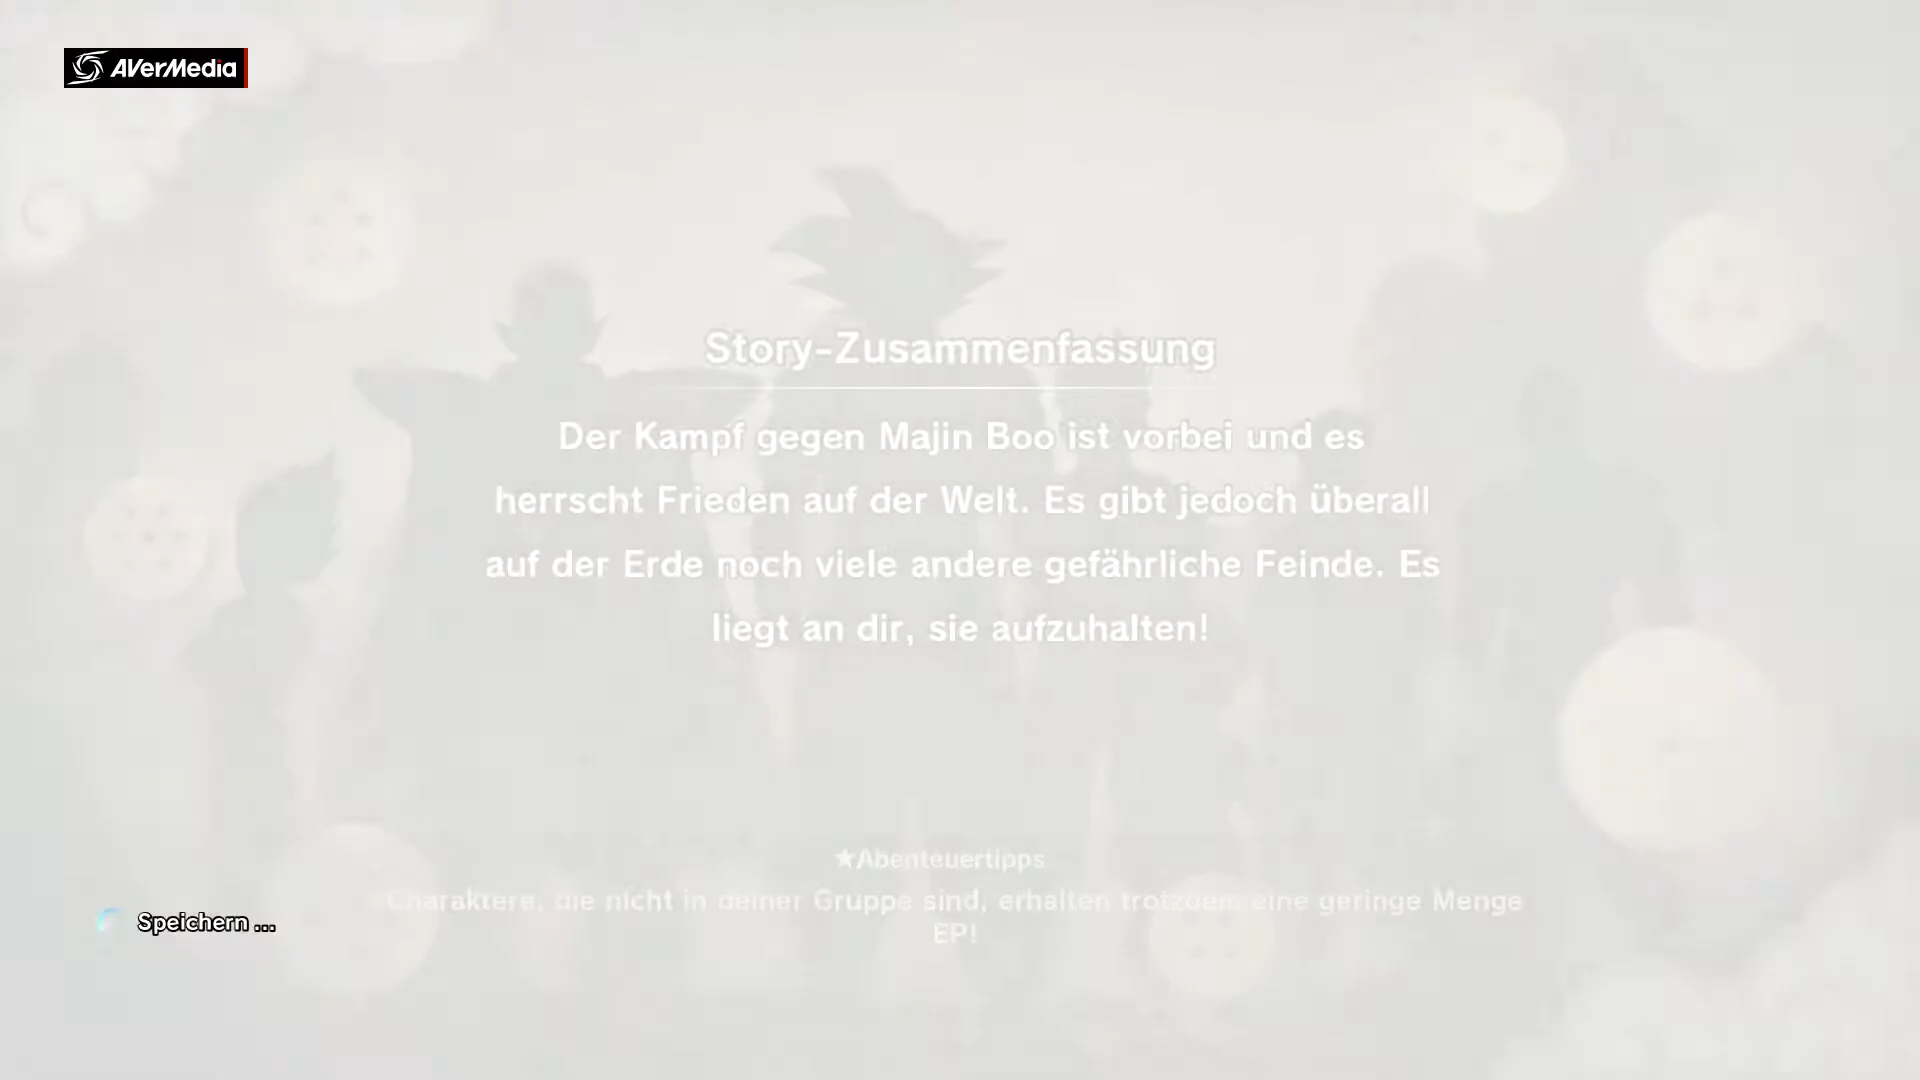 AVerMedia
Story-Zusammenfassung
Der Kampf gegen Majin Boo ist vorbei und es
herrscht Frieden auf der Welt. Es gibt jedoch überall
auf der Erde noch viele andere gefährliche Feinde. Es
liegt an dir, sie aufzuhalten!
★Abenteuertipps
Charaktere, die nicht in deiner Gruppe sind, erhalten trotzdem eine geringe Menge
EP!
Speichern ...